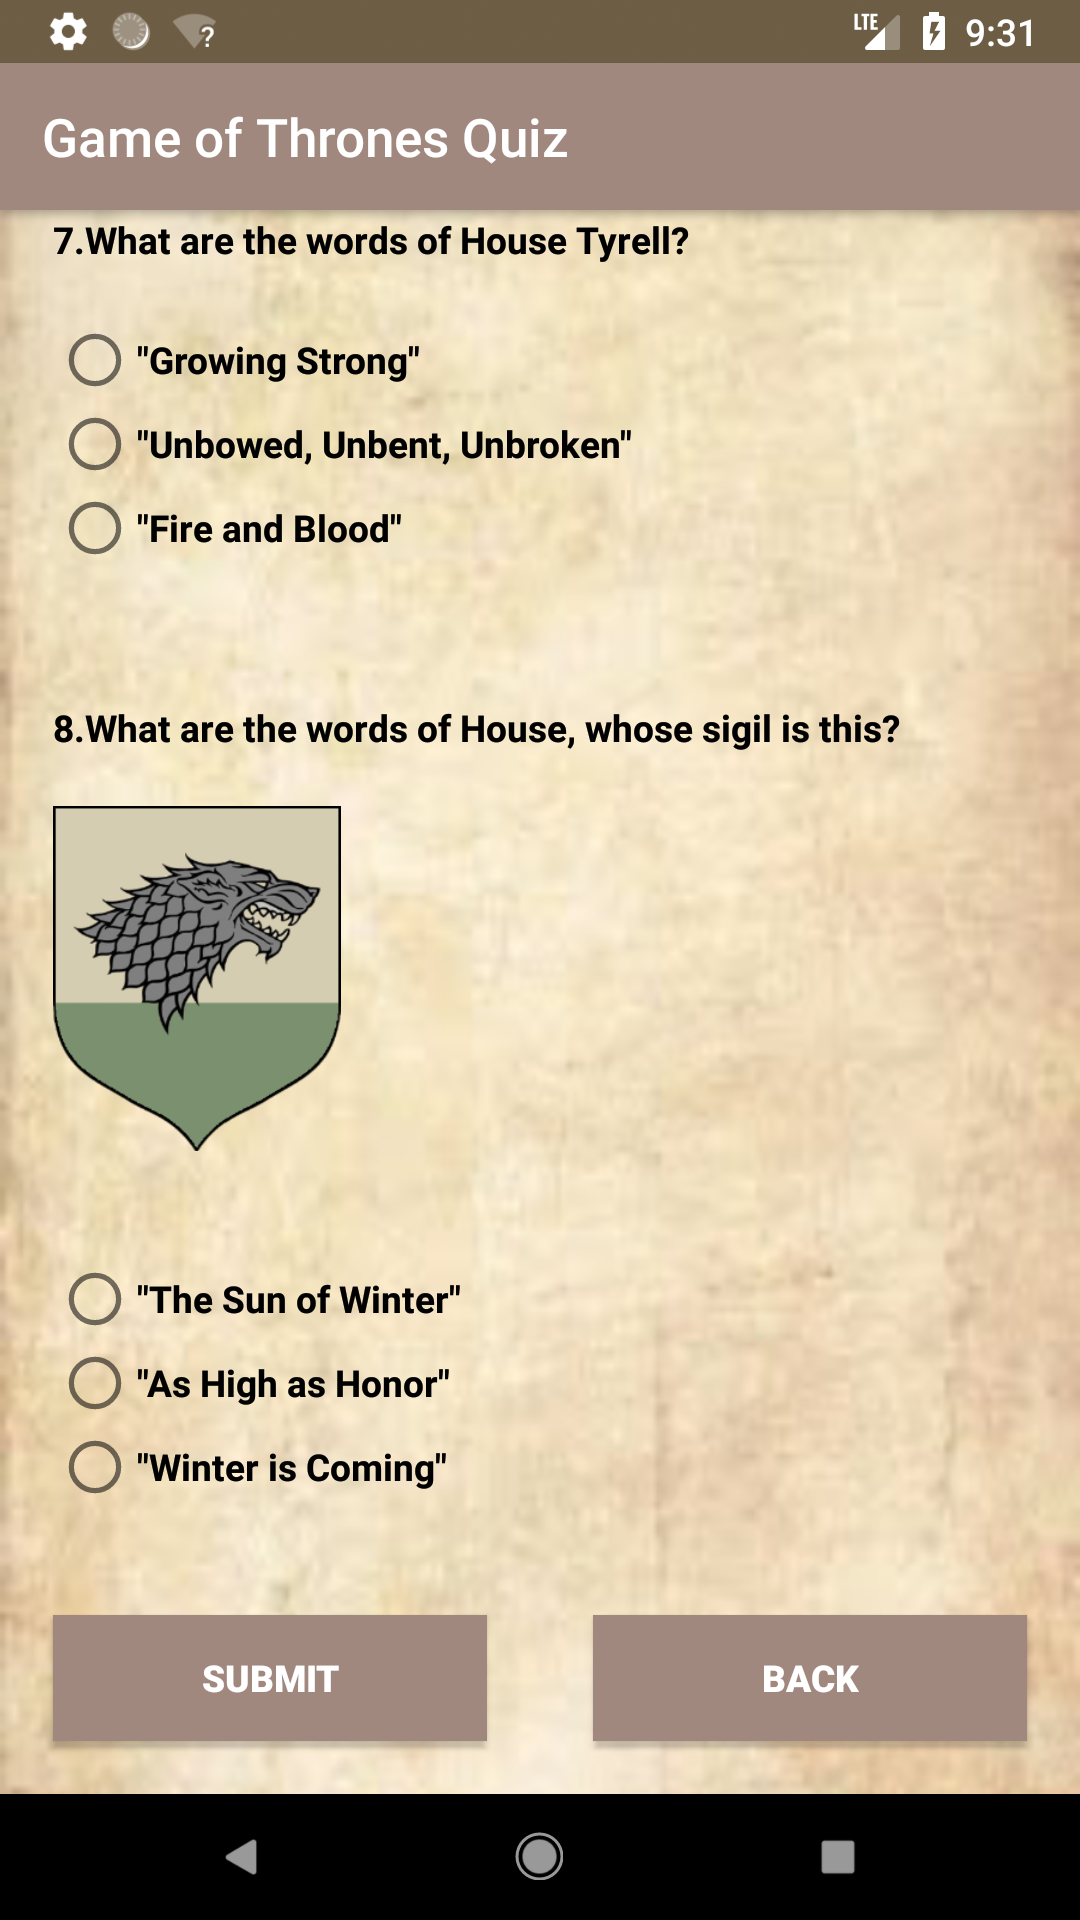 LTE
9:31
Game of Thrones Quiz
7.What are the words of House Tyrell?
"Growing Strong"
"Unbowed, Unbent, Unbroken"
"Fire and Blood"
8.What are the words of House, whose sigil is this?
"The Sun of Winter"
"As High as Honor"
"Winter is Coming"
SUBMIT
BACK